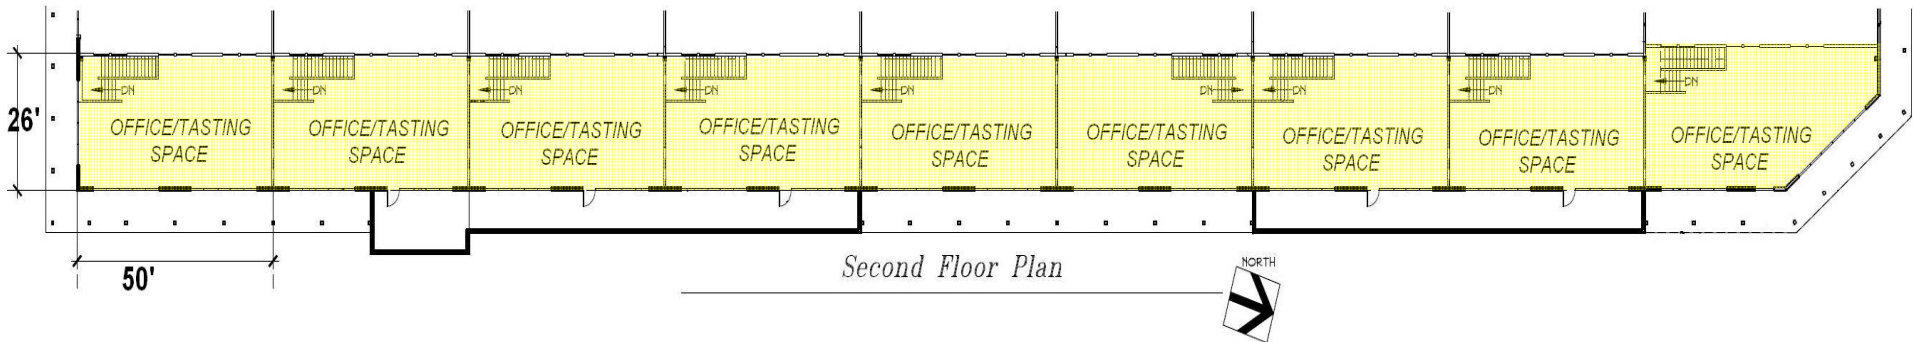 DN
DN
DN
DN
DN
DN
DN
DN
DN
26'
OFFICE/TASTING
SPACE
OFFICE/TASTING
SPACE
OFFICE/TASTING
SPACE
OFFICE/TASTING
SPACE
OFFICE/TASTING
SPACE
OFFICE/TASTING
SPACE
OFFICE/TASTING
SPACE
OFFICE/TASTING
SPACE
OFFICE/TASTING
SPACE
50'
Second Floor Plan
NORTH